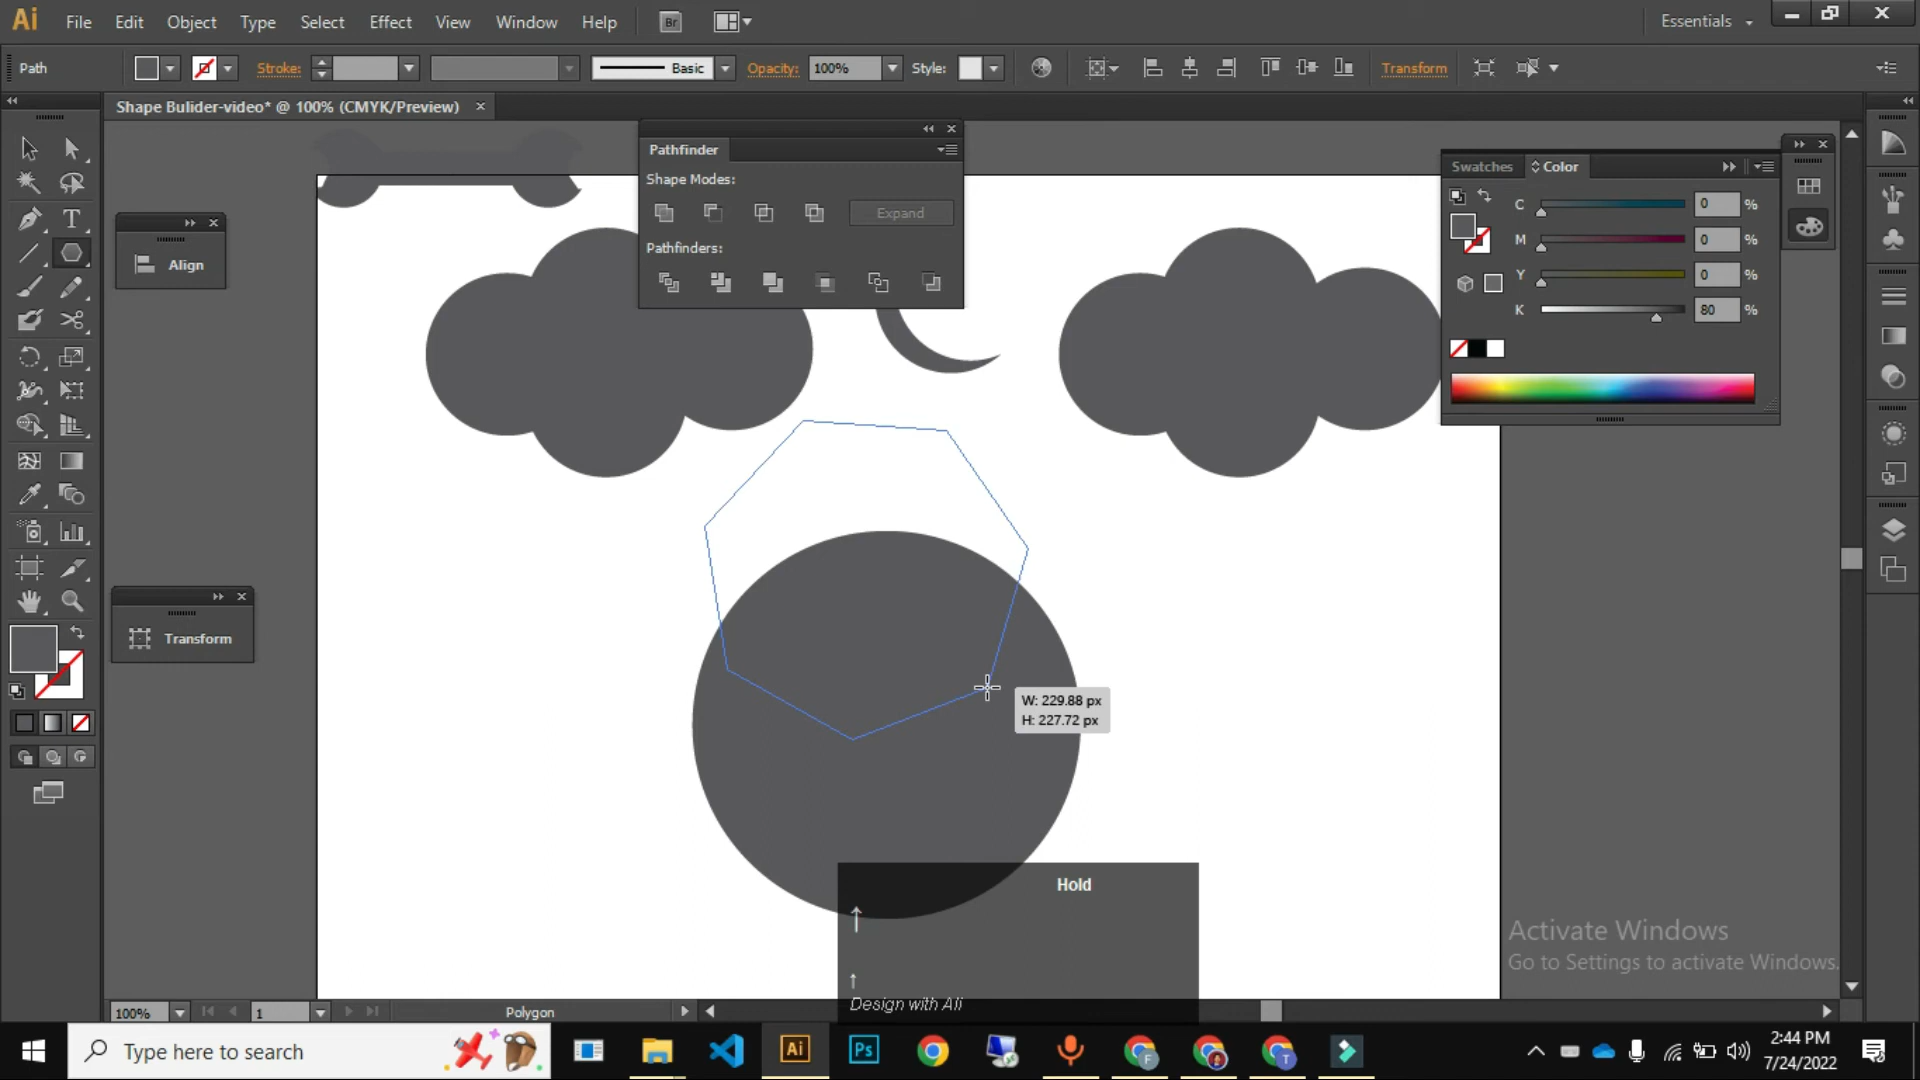 Ai File Edit Object Type Select Effect View Window Help Br Essentials
Path Stroke: Basic Opacity: 100% Style: Transform
Shape Bulider-video* @ 100% (CMYK/Preview)
Pathfinder
Shape Modes:
Expand
Pathfinders:
Align
Transform
Swatches Color
C 0 %
M 0 %
Y 0 %
K 80 %
W: 229.88 px
H: 227.72 px
Hold
↑
↑
Design with Ali
Activate Windows
Go to Settings to activate Windows.
100% 1 Polygon
Type here to search
Ai
Ps
F
T
2:44 PM
7/24/2022